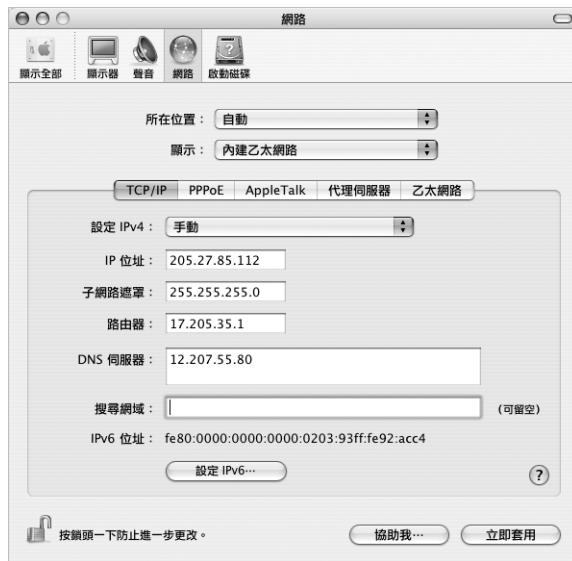 網路
顯示全部 顯示器 聲音 網路 啟動磁碟
所在位置： 自動
顯示： 內建乙太網路
TCP/IP PPPoE AppleTalk 代理伺服器 乙太網路
設定 IPv4： 手動
IP 位址： 205.27.85.112
子網路遮罩： 255.255.255.0
路由器： 17.205.35.1
DNS 伺服器： 12.207.55.80
搜尋網域： (可留空)
IPv6 位址： fe80:0000:0000:0000:0203:93ff:fe92:acc4
設定 IPv6⋯ ?
按鎖頭一下防止進一步更改。 協助我⋯ 立即套用